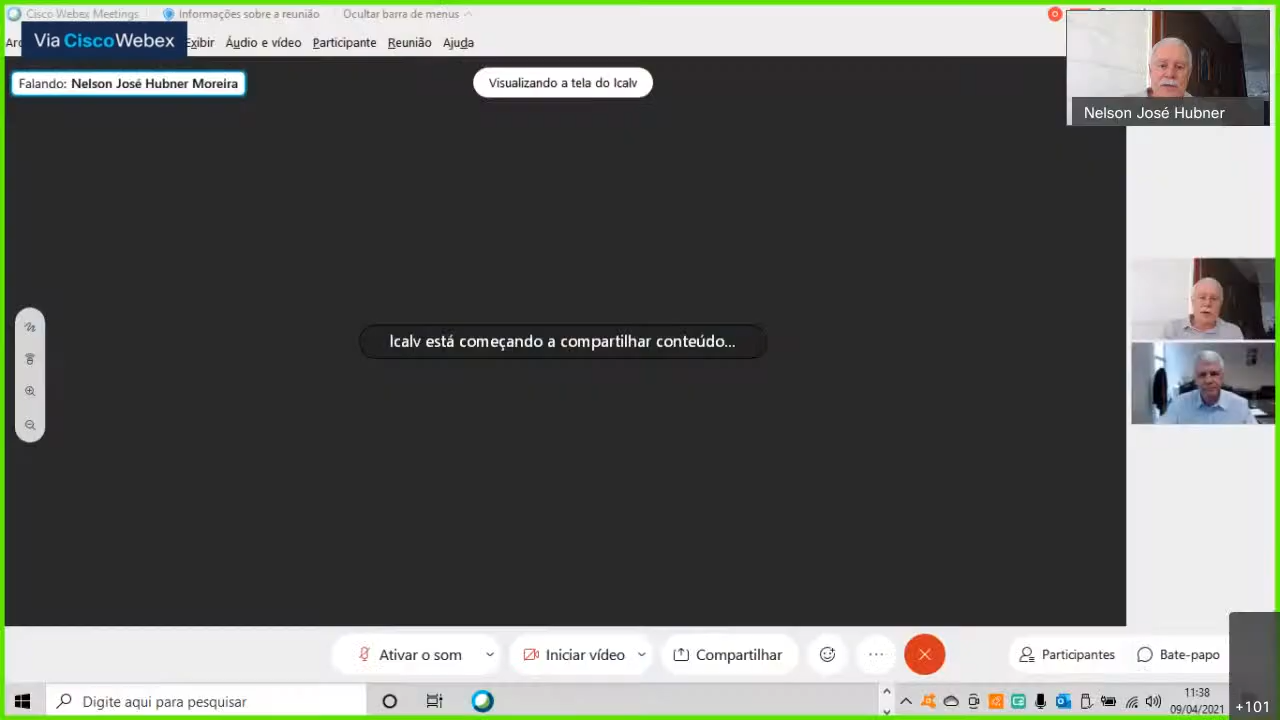 Cisco Webex Meetings
Informações sobre a reunião
Ocultar barra de menus
Via CiscoWebex
Exibir
Áudio e vídeo
Participante
Reunião
Ajuda
Falando: Nelson José Hubner Moreira
Visualizando a tela do lcalv
Nelson José Hubner
lcalv está começando a compartilhar conteúdo...
Ativar o som
Iniciar vídeo
Compartilhar
Participantes
Bate-papo
Digite aqui para pesquisar
11:38
09/04/2021
+101